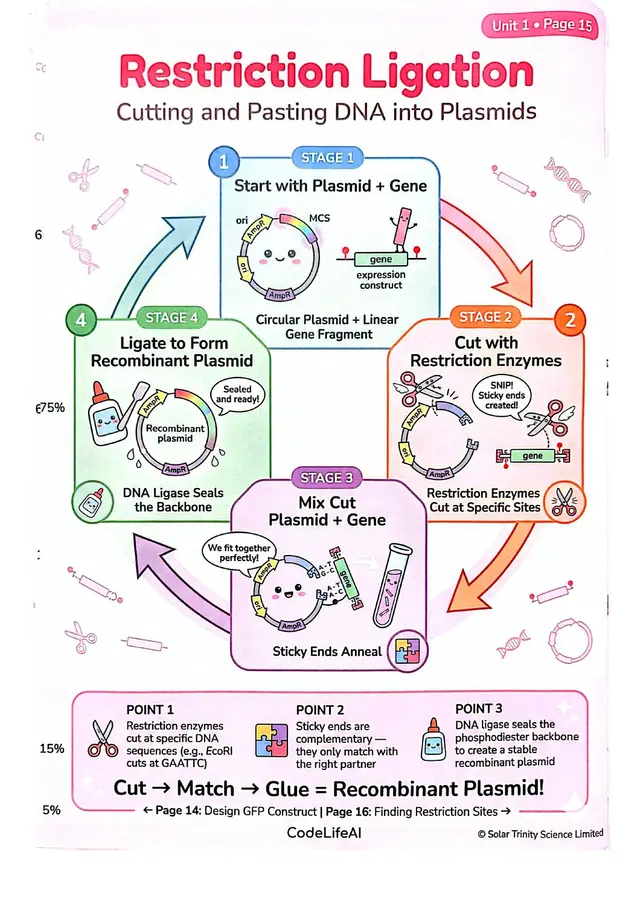 Unit 1 • Page 15
Restriction Ligation
Cutting and Pasting DNA into Plasmids
1
STAGE 1
Start with Plasmid + Gene
ori
AmpR
MCS
ori
AmpR
gene
expression
construct
Circular Plasmid + Linear
Gene Fragment
STAGE 2
2
Cut with
Restriction Enzymes
AmpR
ori
AmpR
SNIP!
Sticky ends
created!
gene
Restriction Enzymes
Cut at Specific Sites
STAGE 3
Mix Cut
Plasmid + Gene
We fit together
perfectly!
AmpR
ori
AmpR
A-T
G-C
A-T
A-C
gene
Sticky Ends Anneal
4
STAGE 4
Ligate to Form
Recombinant Plasmid
Sealed
and ready!
AmpR
Recombinant
plasmid
AmpR
DNA Ligase Seals
the Backbone
6
75%
15%
5%
POINT 1
Restriction enzymes
cut at specific DNA
sequences (e.g., EcoRI
cuts at GAATTC)
POINT 2
Sticky ends are
complementary —
they only match with
the right partner
POINT 3
DNA ligase seals the
phosphodiester backbone
to create a stable
recombinant plasmid
Cut → Match → Glue = Recombinant Plasmid!
← Page 14: Design GFP Construct | Page 16: Finding Restriction Sites →
CodeLifeAI
© Solar Trinity Science Limited